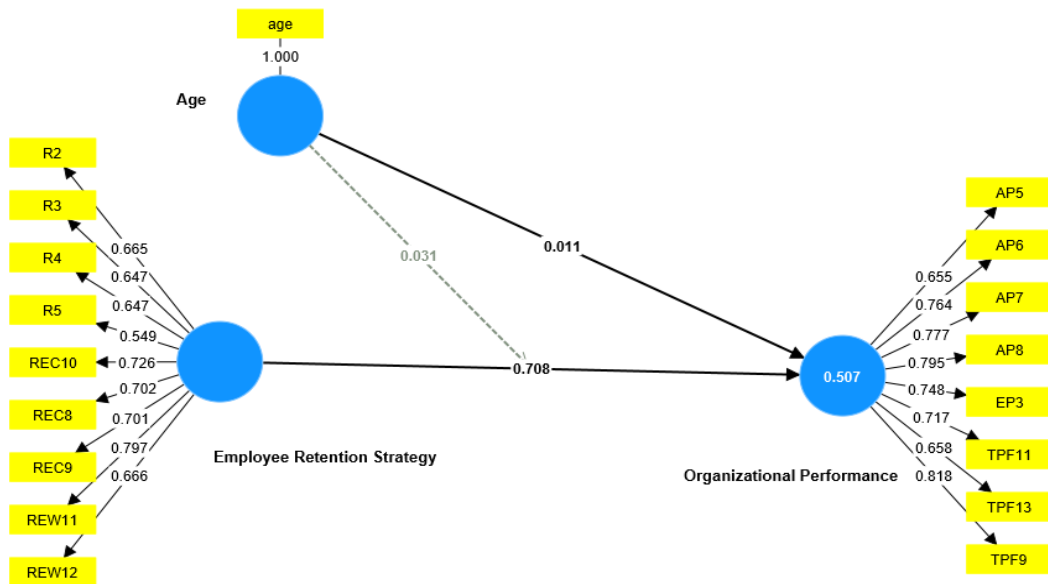 age
1.000
Age
R2
R3
R4
R5
REC10
REC8
REC9
REW11
REW12
0.665
0.647
0.647
0.549
0.726
0.702
0.701
0.797
0.666
Employee Retention Strategy
0.031
0.011
0.708
0.507
Organizational Performance
0.655
0.764
0.777
0.795
0.748
0.717
0.658
0.818
AP5
AP6
AP7
AP8
EP3
TPF11
TPF13
TPF9